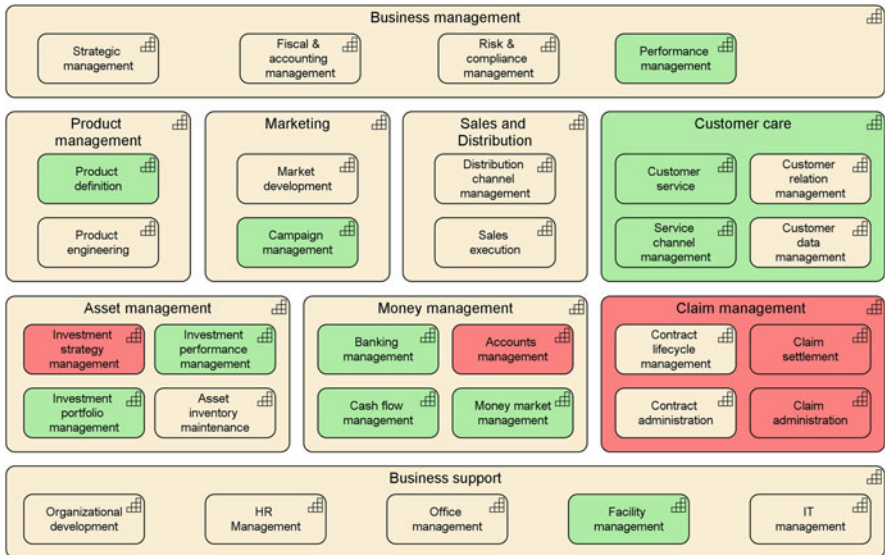 Business management
Strategic
management
Fiscal &
accounting
management
Risk &
compliance
management
Performance
management
Product
management
Product
definition
Product
engineering
Marketing
Market
development
Campaign
management
Sales and
Distribution
Distribution
channel
management
Sales
execution
Customer care
Customer
service
Customer
relation
management
Service
channel
management
Customer
data
management
Asset management
Investment
strategy
management
Investment
performance
management
Investment
portfolio
management
Asset
inventory
maintenance
Money management
Banking
management
Accounts
management
Cash flow
management
Money market
management
Claim management
Contract
lifecycle
management
Claim
settlement
Contract
administration
Claim
administration
Business support
Organizational
development
HR
Management
Office
management
Facility
management
IT
management